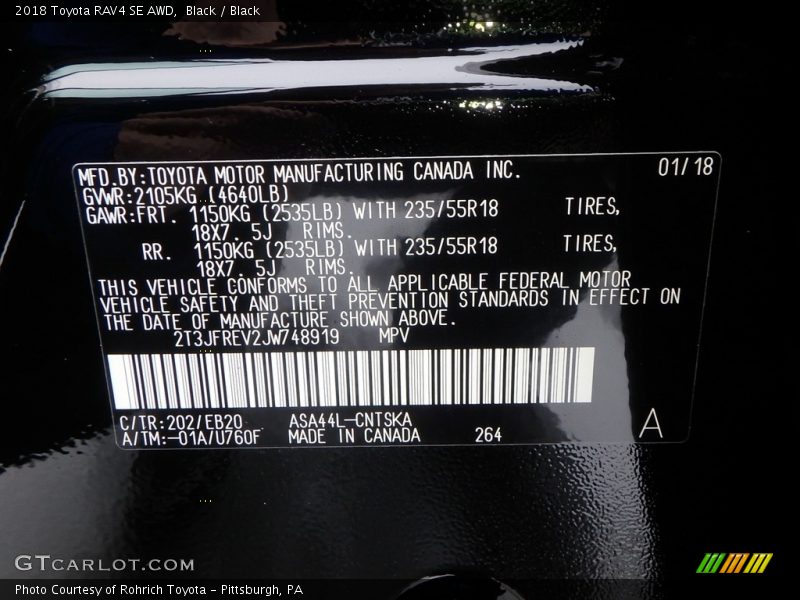 2018 Toyota RAV4 SE AWD, Black / Black
MFD.BY:TOYOTA MOTOR MANUFACTURING CANADA INC. 01/18
GVWR:2105KG (4640LB)
GAWR:FRT. 1150KG (2535LB) WITH 235/55R18 TIRES,
18X7. 5J RIMS.
RR. 1150KG (2535LB) WITH 235/55R18 TIRES,
18X7. 5J RIMS.
THIS VEHICLE CONFORMS TO ALL APPLICABLE FEDERAL MOTOR
VEHICLE SAFETY AND THEFT PREVENTION STANDARDS IN EFFECT ON
THE DATE OF MANUFACTURE SHOWN ABOVE.
2T3JFREV2JW748919 MPV
C/TR:202/EB20 ASA44L-CNTSKA
A/TM:-01A/U760F MADE IN CANADA 264 A
GTCARLOT.COM
Photo Courtesy of Rohrich Toyota - Pittsburgh, PA